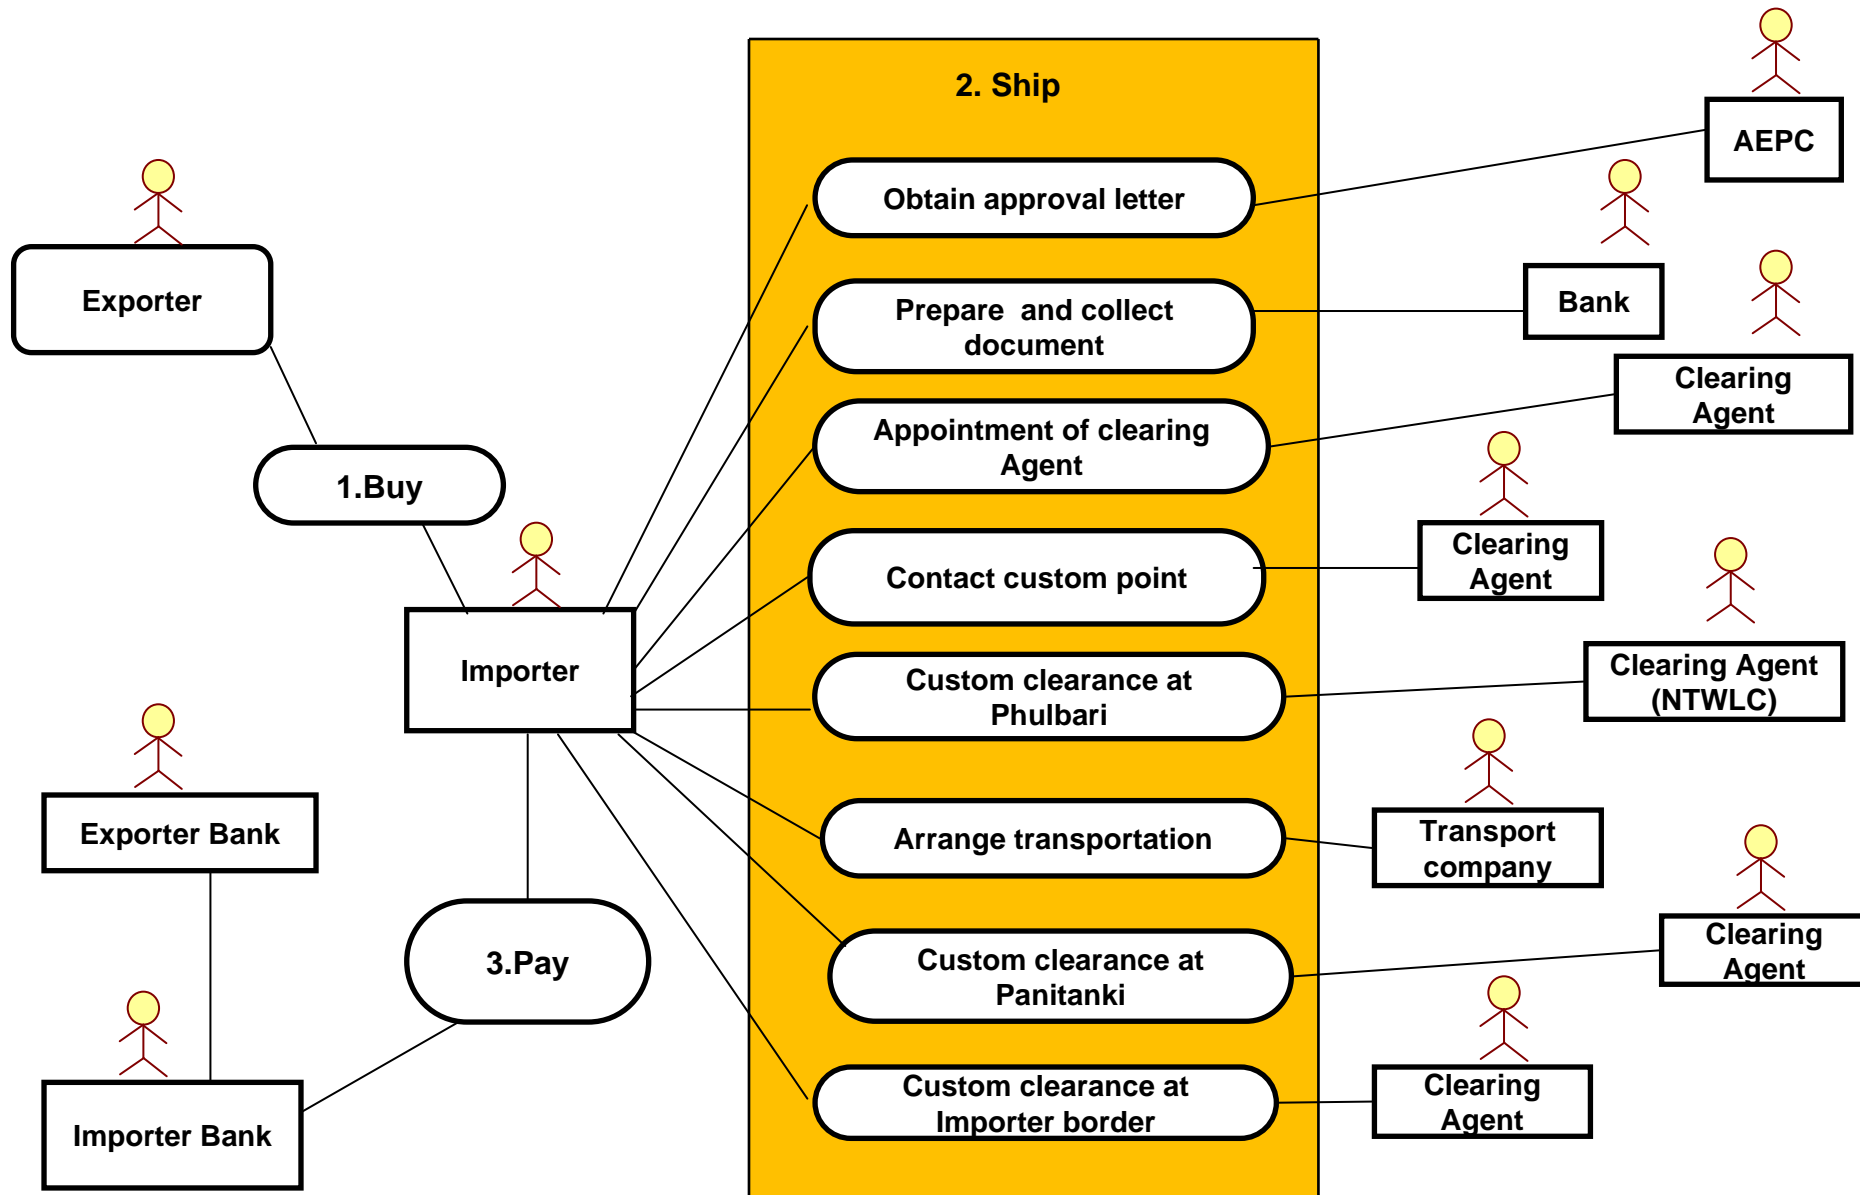 2. Ship
AEPC
Obtain approval letter
Exporter
Bank
Prepare  and collect
document
Clearing
Agent
Appointment of clearing
Agent
1.Buy
Clearing
Agent
Contact custom point
Importer
Custom clearance at
Phulbari
Clearing Agent
(NTWLC)
Exporter Bank
Arrange transportation
Transport
company
3.Pay
Custom clearance at
Panitanki
Clearing
Agent
Importer Bank
Custom clearance at
Importer border
Clearing
Agent